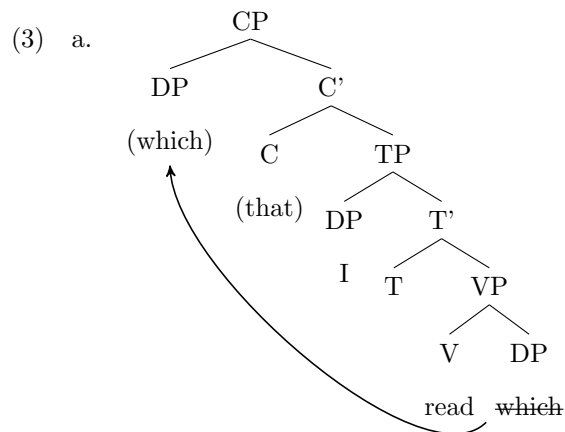 (3) a. CP
DP C’
(which) C TP
(that) DP T’
I T VP
V DP
read which